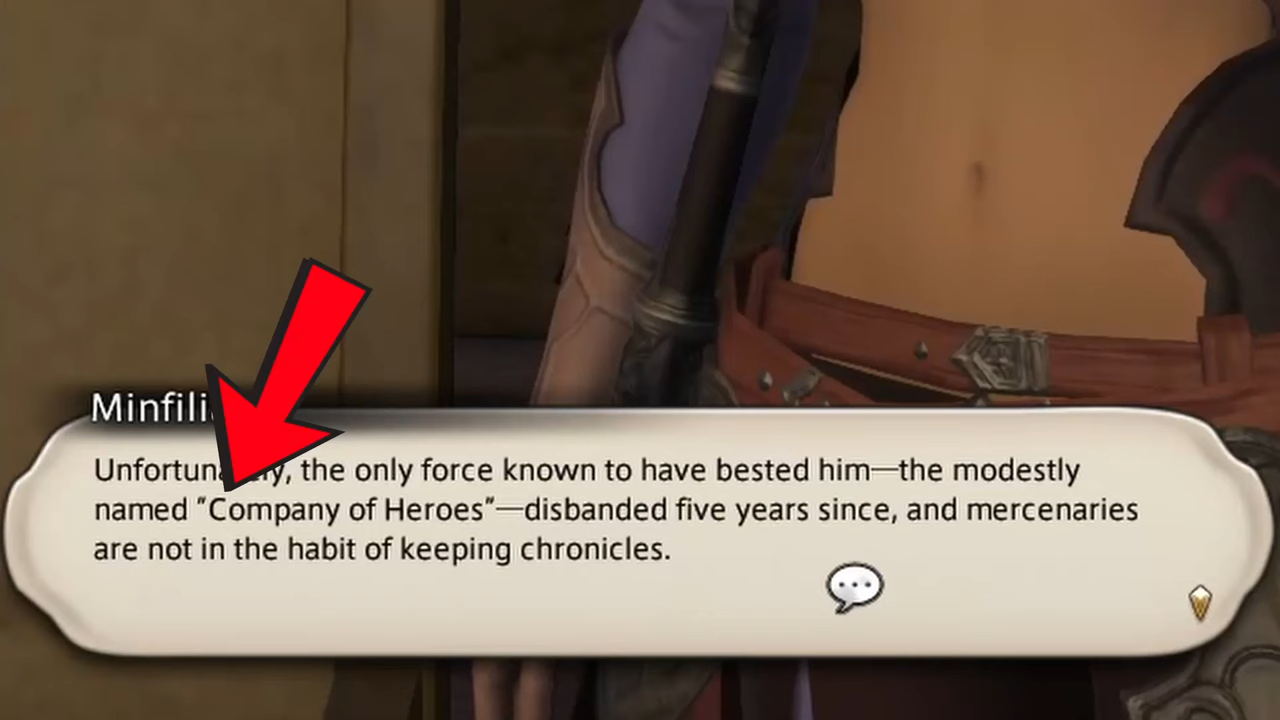 Minfili
the only force known to have bested him—the modestly
named "Company of Heroes"—disbanded five years since, and mercenaries
are not in the habit of keeping chronicles.